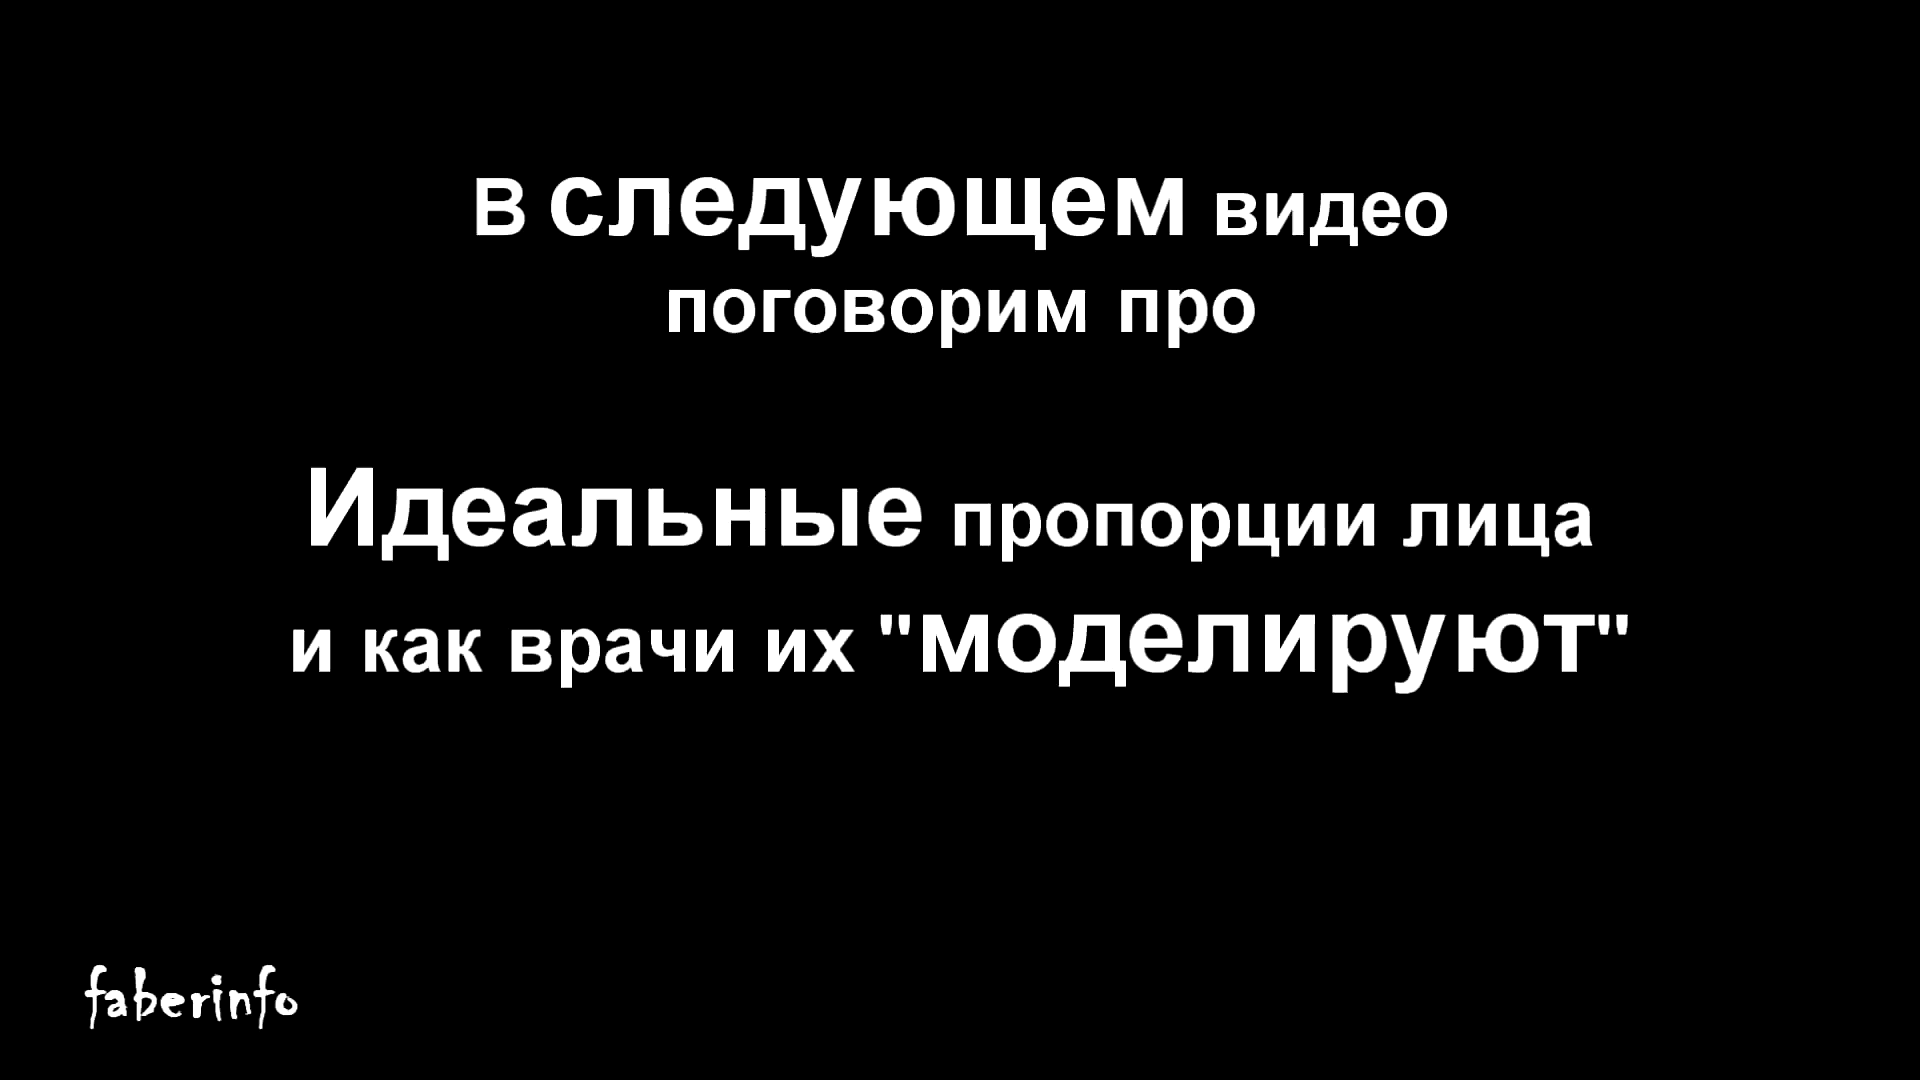 В следующем видео
поговорим про
Идеальные пропорции лица
и как врачи их "моделируют"
faberinfo